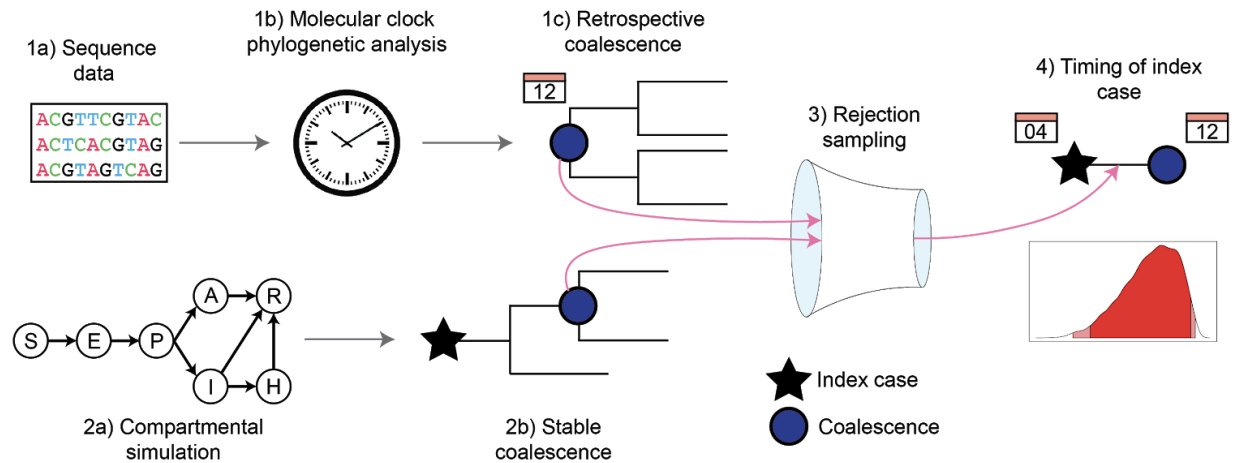 1a) Sequence
data
ACGTTCGTAC
ACTCACGTAG
ACGTAGTCAG
1b) Molecular clock
phylogenetic analysis
1c) Retrospective
coalescence
12
2a) Compartmental
simulation
S
E
P
A
R
I
H
2b) Stable
coalescence
3) Rejection
sampling
4) Timing of index
case
04
12
Index case
Coalescence